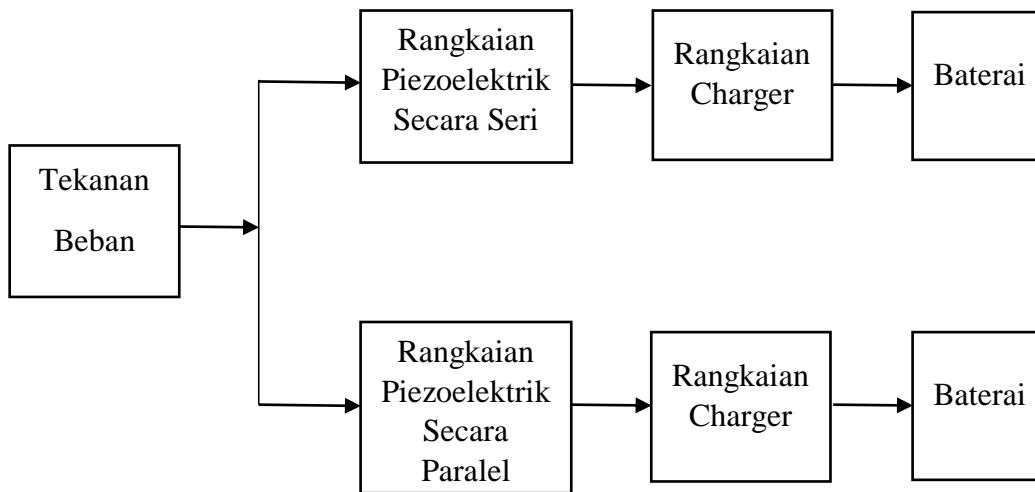 Tekanan
Beban
Rangkaian
Piezoelektrik
Secara Seri
Rangkaian
Charger
Baterai
Rangkaian
Piezoelektrik
Secara
Paralel
Rangkaian
Charger
Baterai